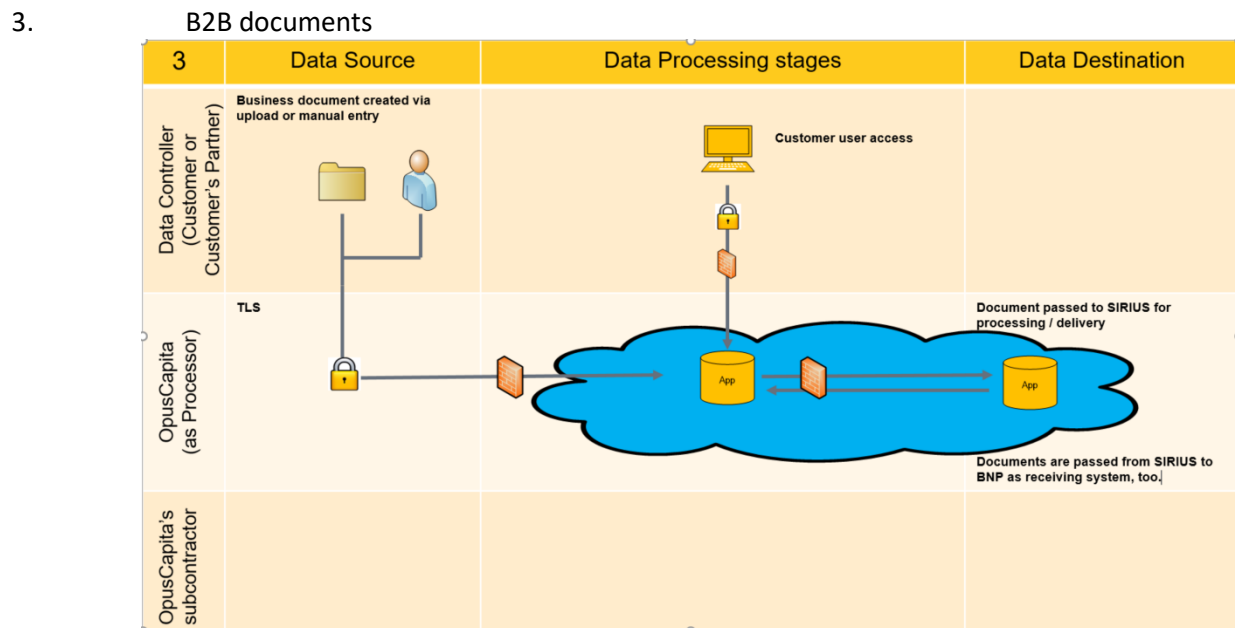 3. B2B documents
3 Data Source Data Processing stages Data Destination
Data Controller
(Customer or
Customer's Partner)
Business document created via
upload or manual entry
Customer user access
OpusCapita
(as Processor)
TLS
Document passed to SIRIUS for
processing / delivery
App
App
Documents are passed from SIRIUS to
BNP as receiving system, too.
OpusCapita's
subcontractor